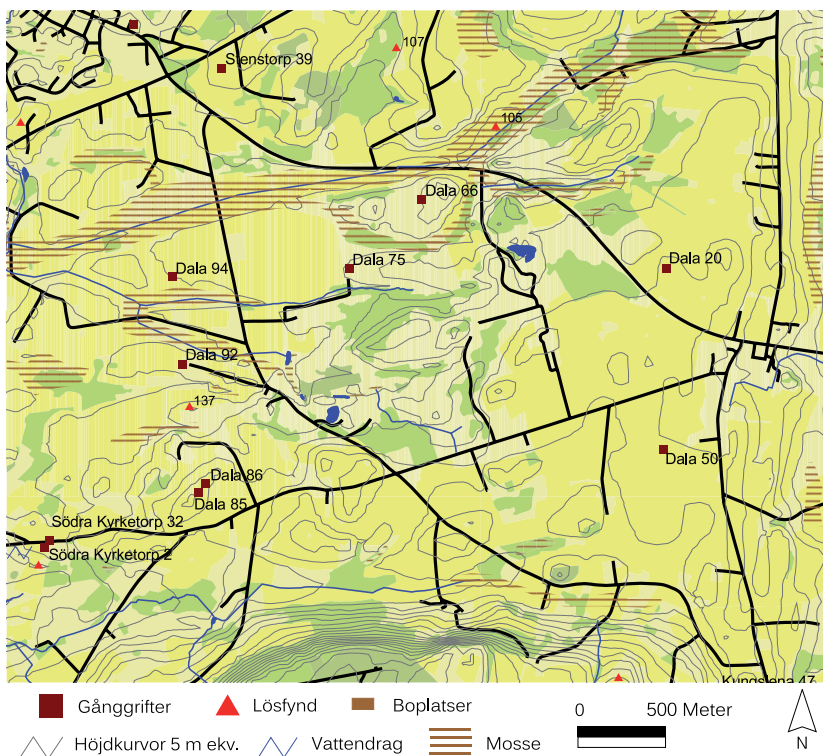 107
Stenstorp 39
105
Dala 66
Dala 75
Dala 20
Dala 94
Dala 92
137
Dala 50
Dala 86
Dala 85
Södra Kyrketorp 32
Södra Kyrketorp 2
Kungslena 47
Gånggrifter
Lösfynd
Boplatser
0
500 Meter
Höjdkurvor 5 m ekv.
Vattendrag
Mosse
N